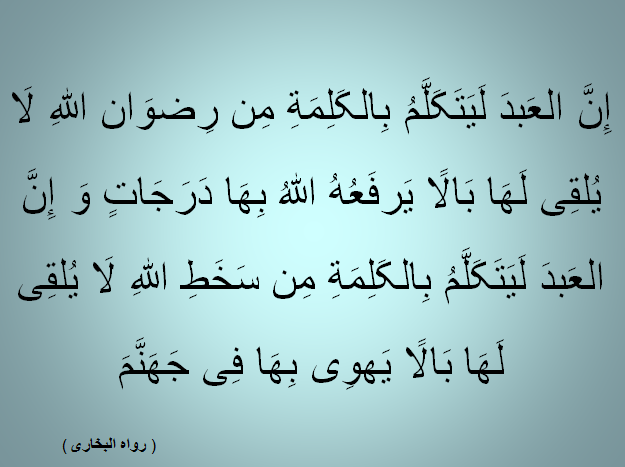 إِنَّ العَبدَ لَيَتَكَلَّمُ بِالكَلِمَةِ مِن رِضوَان اللهِ لَا
يُلقِى لَهَا بَالًا يَرفَعُهُ اللهُ بِهَا دَرَجَاتٍ وَ إِنَّ
العَبدَ لَيَتَكَلَّمُ بِالكَلِمَةِ مِن سَخَطِ اللهِ لَا يُلقِى
لَهَا بَالًا يَهوِى بِهَا فِى جَهَنَّمَ
( رواه البخارى )